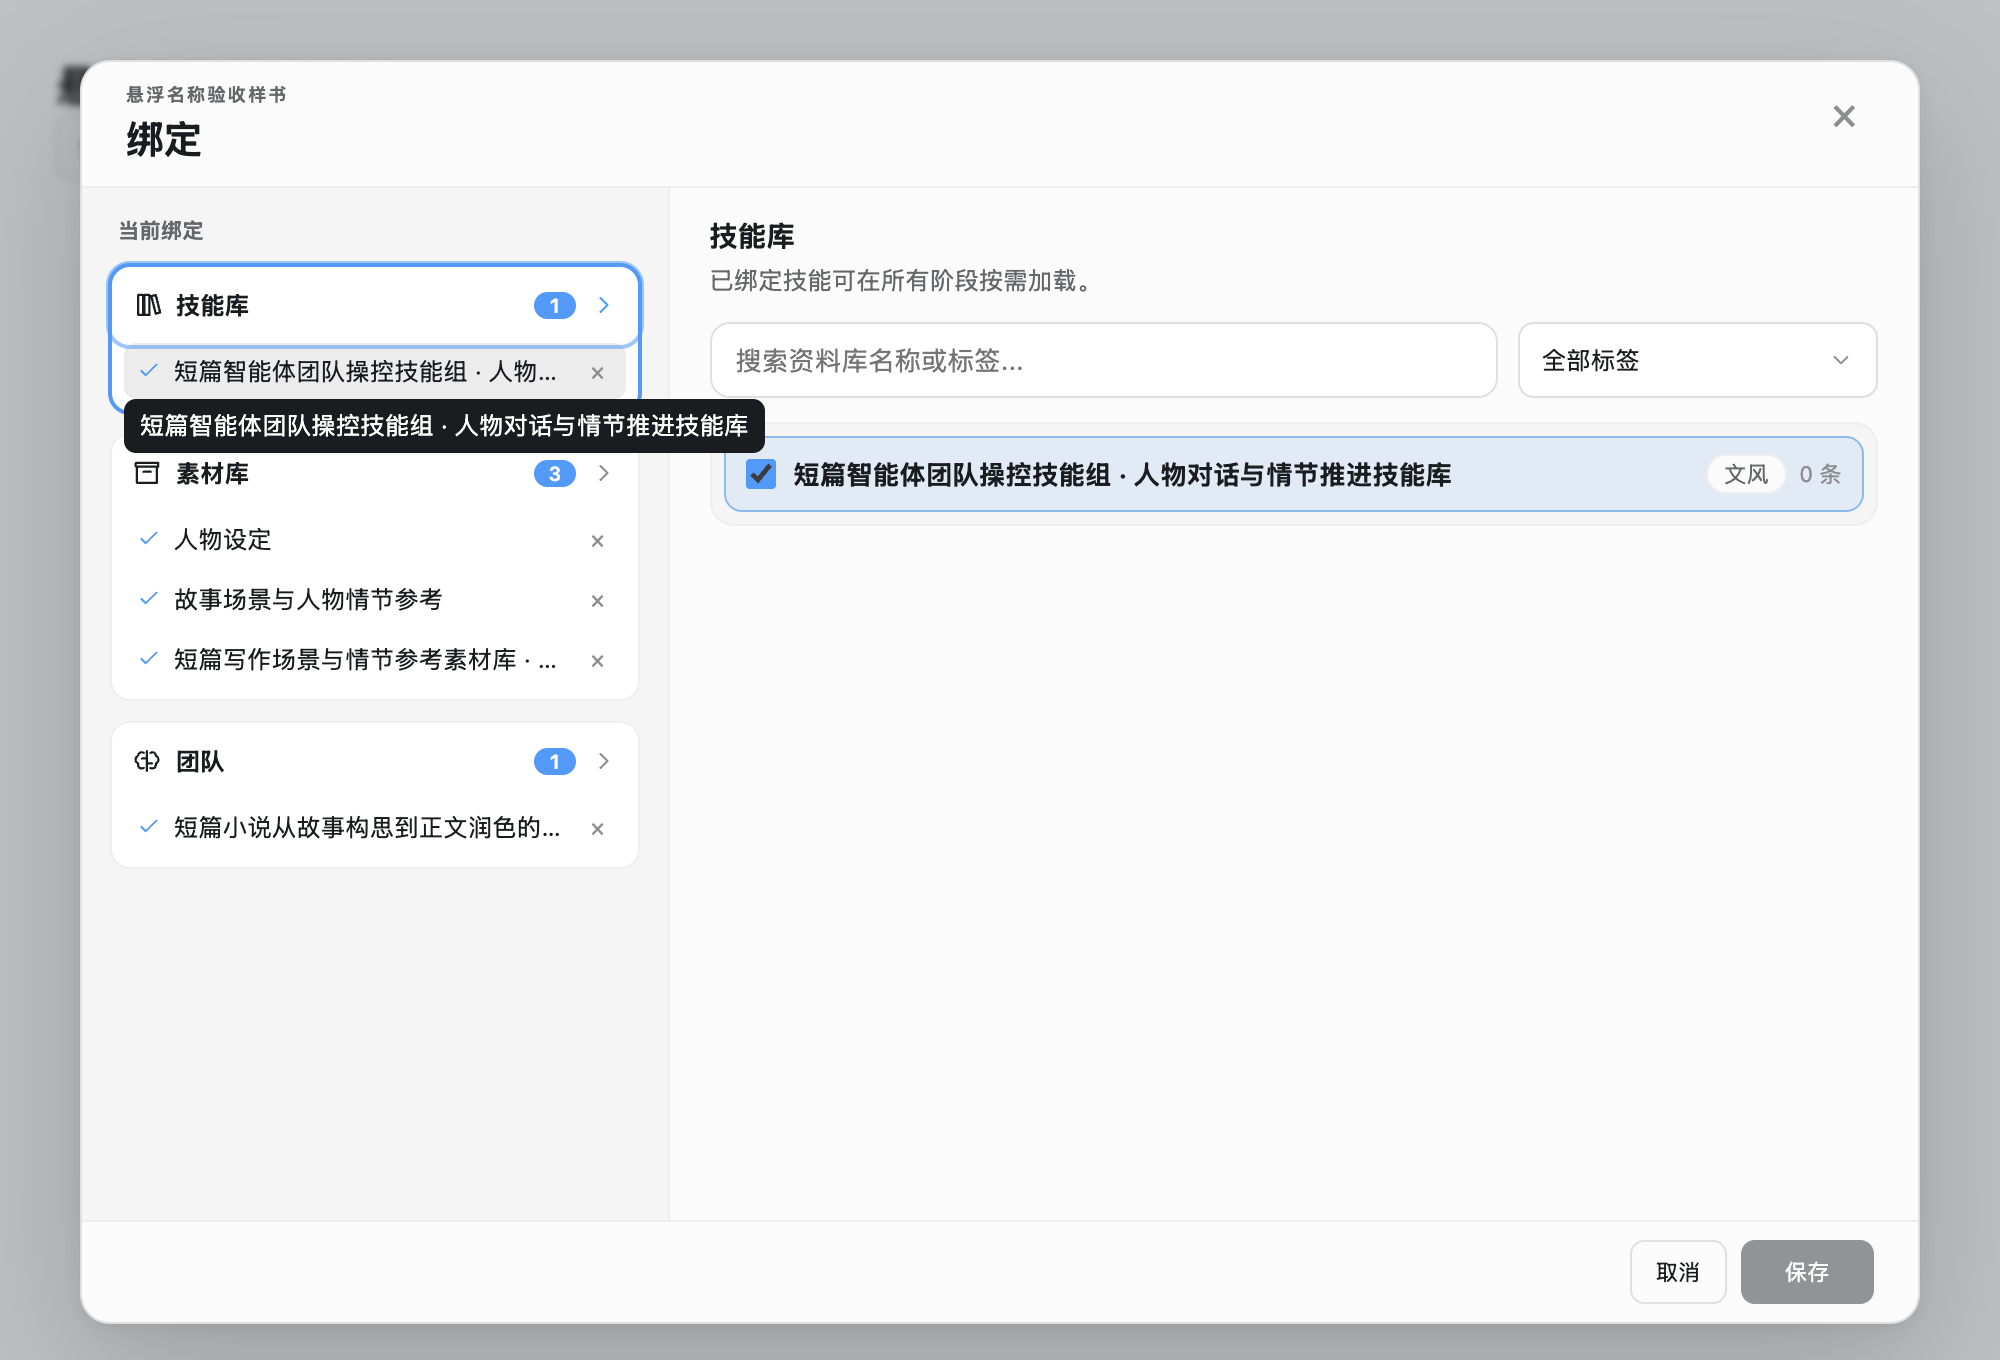 悬浮名称验收样书
绑定
当前绑定
技能库
1
短篇智能体团队操控技能组 · 人物...
短篇智能体团队操控技能组 · 人物对话与情节推进技能库
素材库
3
人物设定
故事场景与人物情节参考
短篇写作场景与情节参考素材库 · ...
团队
1
短篇小说从故事构思到正文润色的...
技能库
已绑定技能可在所有阶段按需加载。
搜索资料库名称或标签...
全部标签
短篇智能体团队操控技能组 · 人物对话与情节推进技能库
文风
0 条
取消
保存